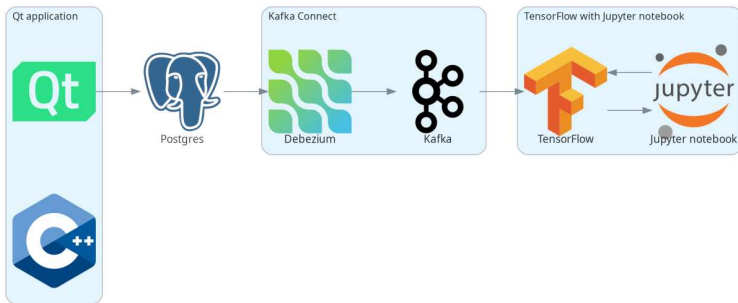 Qt application
Kafka Connect
TensorFlow with Jupyter notebook
Qt
jupyter
Postgres
Debezium
Kafka
TensorFlow
Jupyter notebook
C++